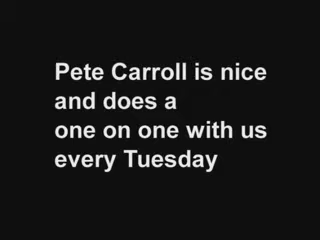 Pete Carroll is nice
and does a
one on one with us
every Tuesday